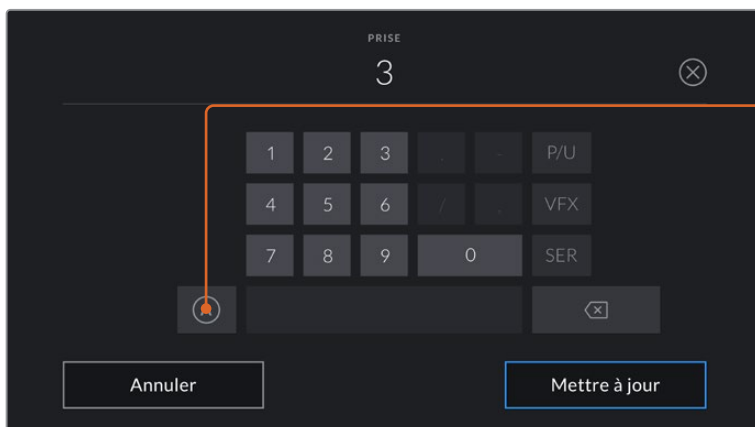 PRISE
3
1 2 3 . - P/U
4 5 6 / , VFX
7 8 9 0 SER
Annuler Mettre à jour